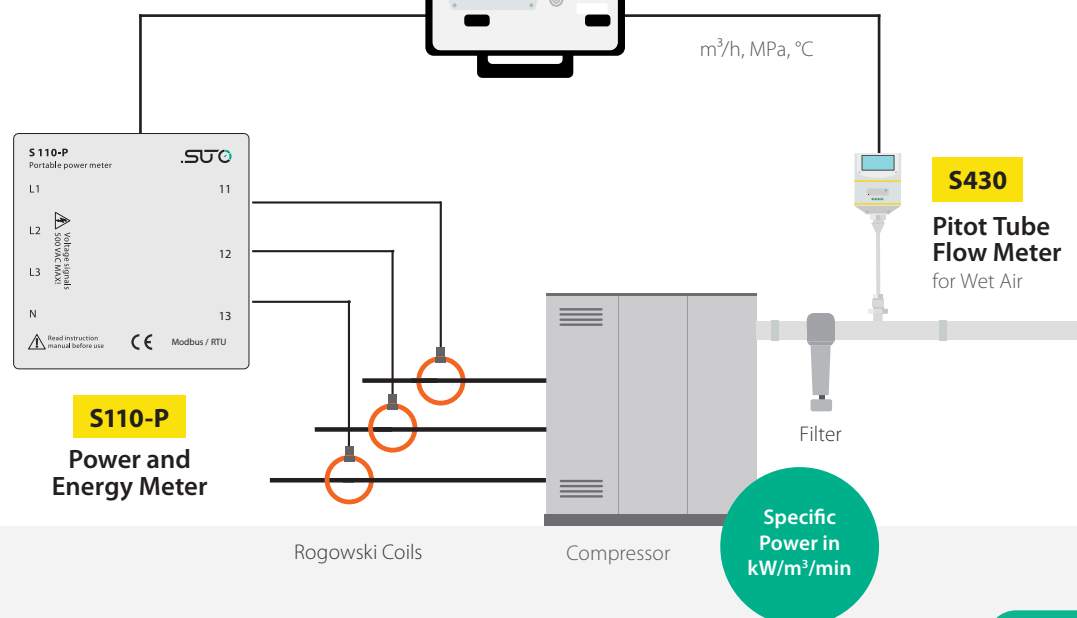 m³/h, MPa, °C
S 110-P
Portable power meter
.SUTO
L1
11
L2
Voltage signals
500 VAC MAX!
12
L3
N
13
Read instruction
manual before use
CE
Modbus / RTU
S430
Pitot Tube
Flow Meter
for Wet Air
S110-P
Power and
Energy Meter
Filter
Rogowski Coils
Compressor
Specific
Power in
kW/m³/min